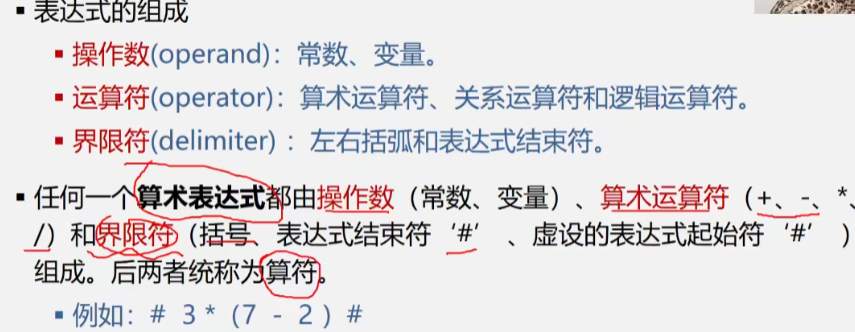 ▪ 表达式的组成
▪ 操作数(operand)：常数、变量。
▪ 运算符(operator)：算术运算符、关系运算符和逻辑运算符。
▪ 界限符(delimiter) ：左右括弧和表达式结束符。
▪ 任何一个算术表达式都由操作数（常数、变量）、算术运算符（+、-、*、
/）和界限符（括号、表达式结束符‘#’ 、虚设的表达式起始符‘#’ ）
组成。后两者统称为算符。
▪ 例如：# 3 *（7 - 2 ）#